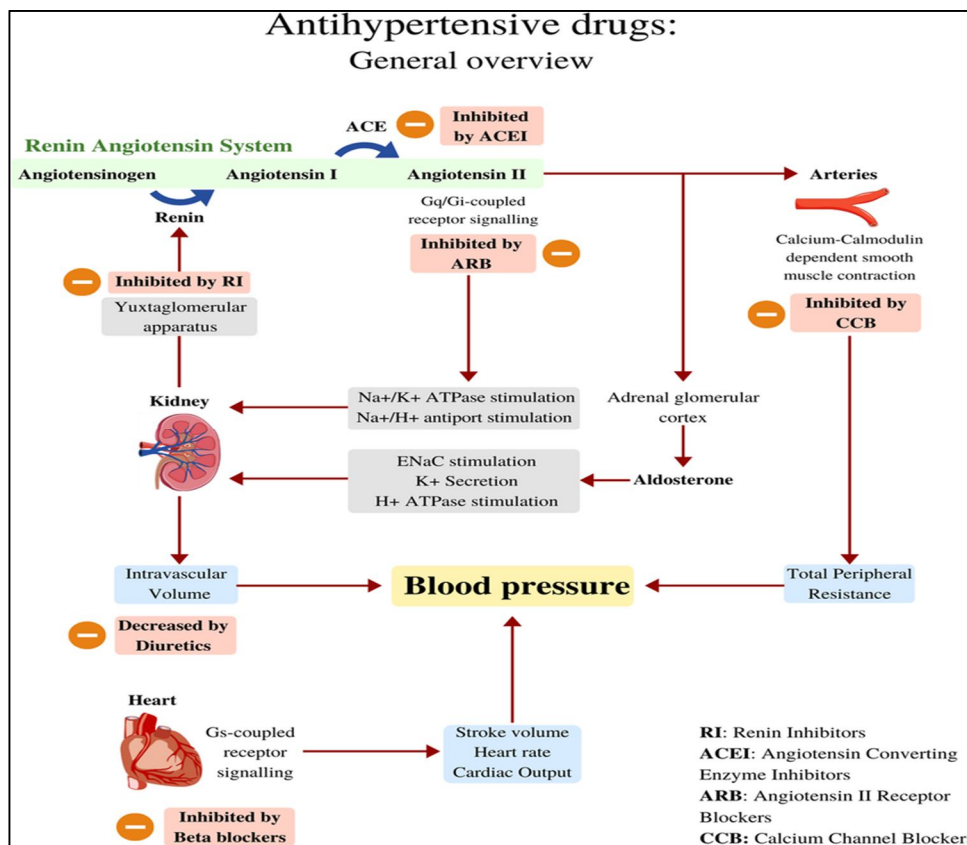 Antihypertensive drugs:
General overview
ACE
Inhibited
by ACEI
Renin Angiotensin System
Angiotensinogen
Angiotensin I
Angiotensin II
Arteries
Renin
Gq/Gi-coupled
receptor signalling
Inhibited by
ARB
Calcium-Calmodulin
dependent smooth
muscle contraction
Inhibited by RI
Yuxtaglomerular
apparatus
Inhibited by
CCB
Kidney
Na+/K+ ATPase stimulation
Na+/H+ antiport stimulation
Adrenal glomerular
cortex
ENaC stimulation
K+ Secretion
H+ ATPase stimulation
Aldosterone
Intravascular
Volume
Blood pressure
Total Peripheral
Resistance
Decreased by
Diuretics
Heart
Gs-coupled
receptor
signalling
Stroke volume
Heart rate
Cardiac Output
Inhibited by
Beta blockers
RI: Renin Inhibitors
ACEI: Angiotensin Converting
Enzyme Inhibitors
ARB: Angiotensin II Receptor
Blockers
CCB: Calcium Channel Blocker